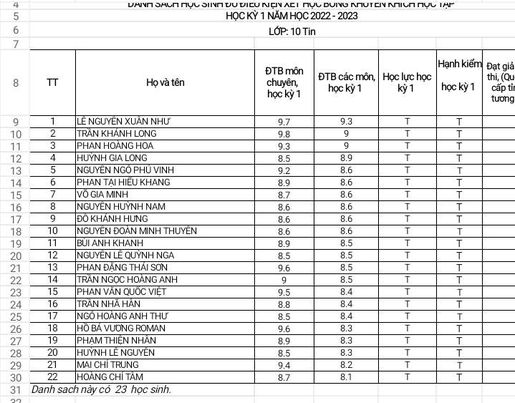 4 DANH SÁCH HỌC SINH ĐỦ ĐIỀU KIỆN XÉT HỌC BỔNG KHUYẾN KHÍCH HỌC TẬP
5 HỌC KỲ 1 NĂM HỌC 2022 - 2023
6 LỚP: 10 Tin
7
8 TT Họ và tên ĐTB môn chuyên, học kỳ 1 ĐTB các môn, học kỳ 1 Học lực học kỳ 1 Hạnh kiểm học kỳ 1 Đạt giả thi, (Qu cấp tỉn tương
9 1 LÊ NGUYỄN XUÂN NHƯ 9.7 9.3 T T
10 2 TRẦN KHÁNH LONG 9.8 9 T T
11 3 PHAN HOÀNG HOA 9.3 9 T T
12 4 HUỲNH GIA LONG 8.5 8.9 T T
13 5 NGUYỄN NGÔ PHÚ VINH 9.2 8.6 T T
14 6 PHAN TẠI HIẾU KHANG 8.9 8.6 T T
15 7 VÕ GIA MINH 8.7 8.6 T T
16 8 NGUYỄN HUỲNH NAM 8.6 8.6 T T
17 9 ĐỖ KHÁNH HƯNG 8.6 8.6 T T
18 10 NGUYỄN ĐOÀN MINH THUYÊN 8.6 8.6 T T
19 11 BÙI ANH KHANH 8.9 8.5 T T
20 12 NGUYỄN LÊ QUỲNH NGA 8.5 8.5 T T
21 13 PHAN ĐẶNG THÁI SƠN 9.6 8.5 T T
22 14 TRẦN NGỌC HOÀNG ANH 9 8.5 T T
23 15 PHAN VĂN QUỐC VIỆT 9.5 8.4 T T
24 16 TRẦN NHÃ HÂN 8.8 8.4 T T
25 17 NGÔ HOÀNG ANH THƯ 8.5 8.4 T T
26 18 HỒ BÁ VƯƠNG ROMAN 9.6 8.3 T T
27 19 PHẠM THIỆN NHÂN 8.9 8.3 T T
28 20 HUỲNH LÊ NGUYÊN 8.5 8.3 T T
29 21 MAI CHÍ TRUNG 9.4 8.2 T T
30 22 HOÀNG CHÍ TÂM 8.7 8.1 T T
31 Danh sach này có 23 học sinh.
32